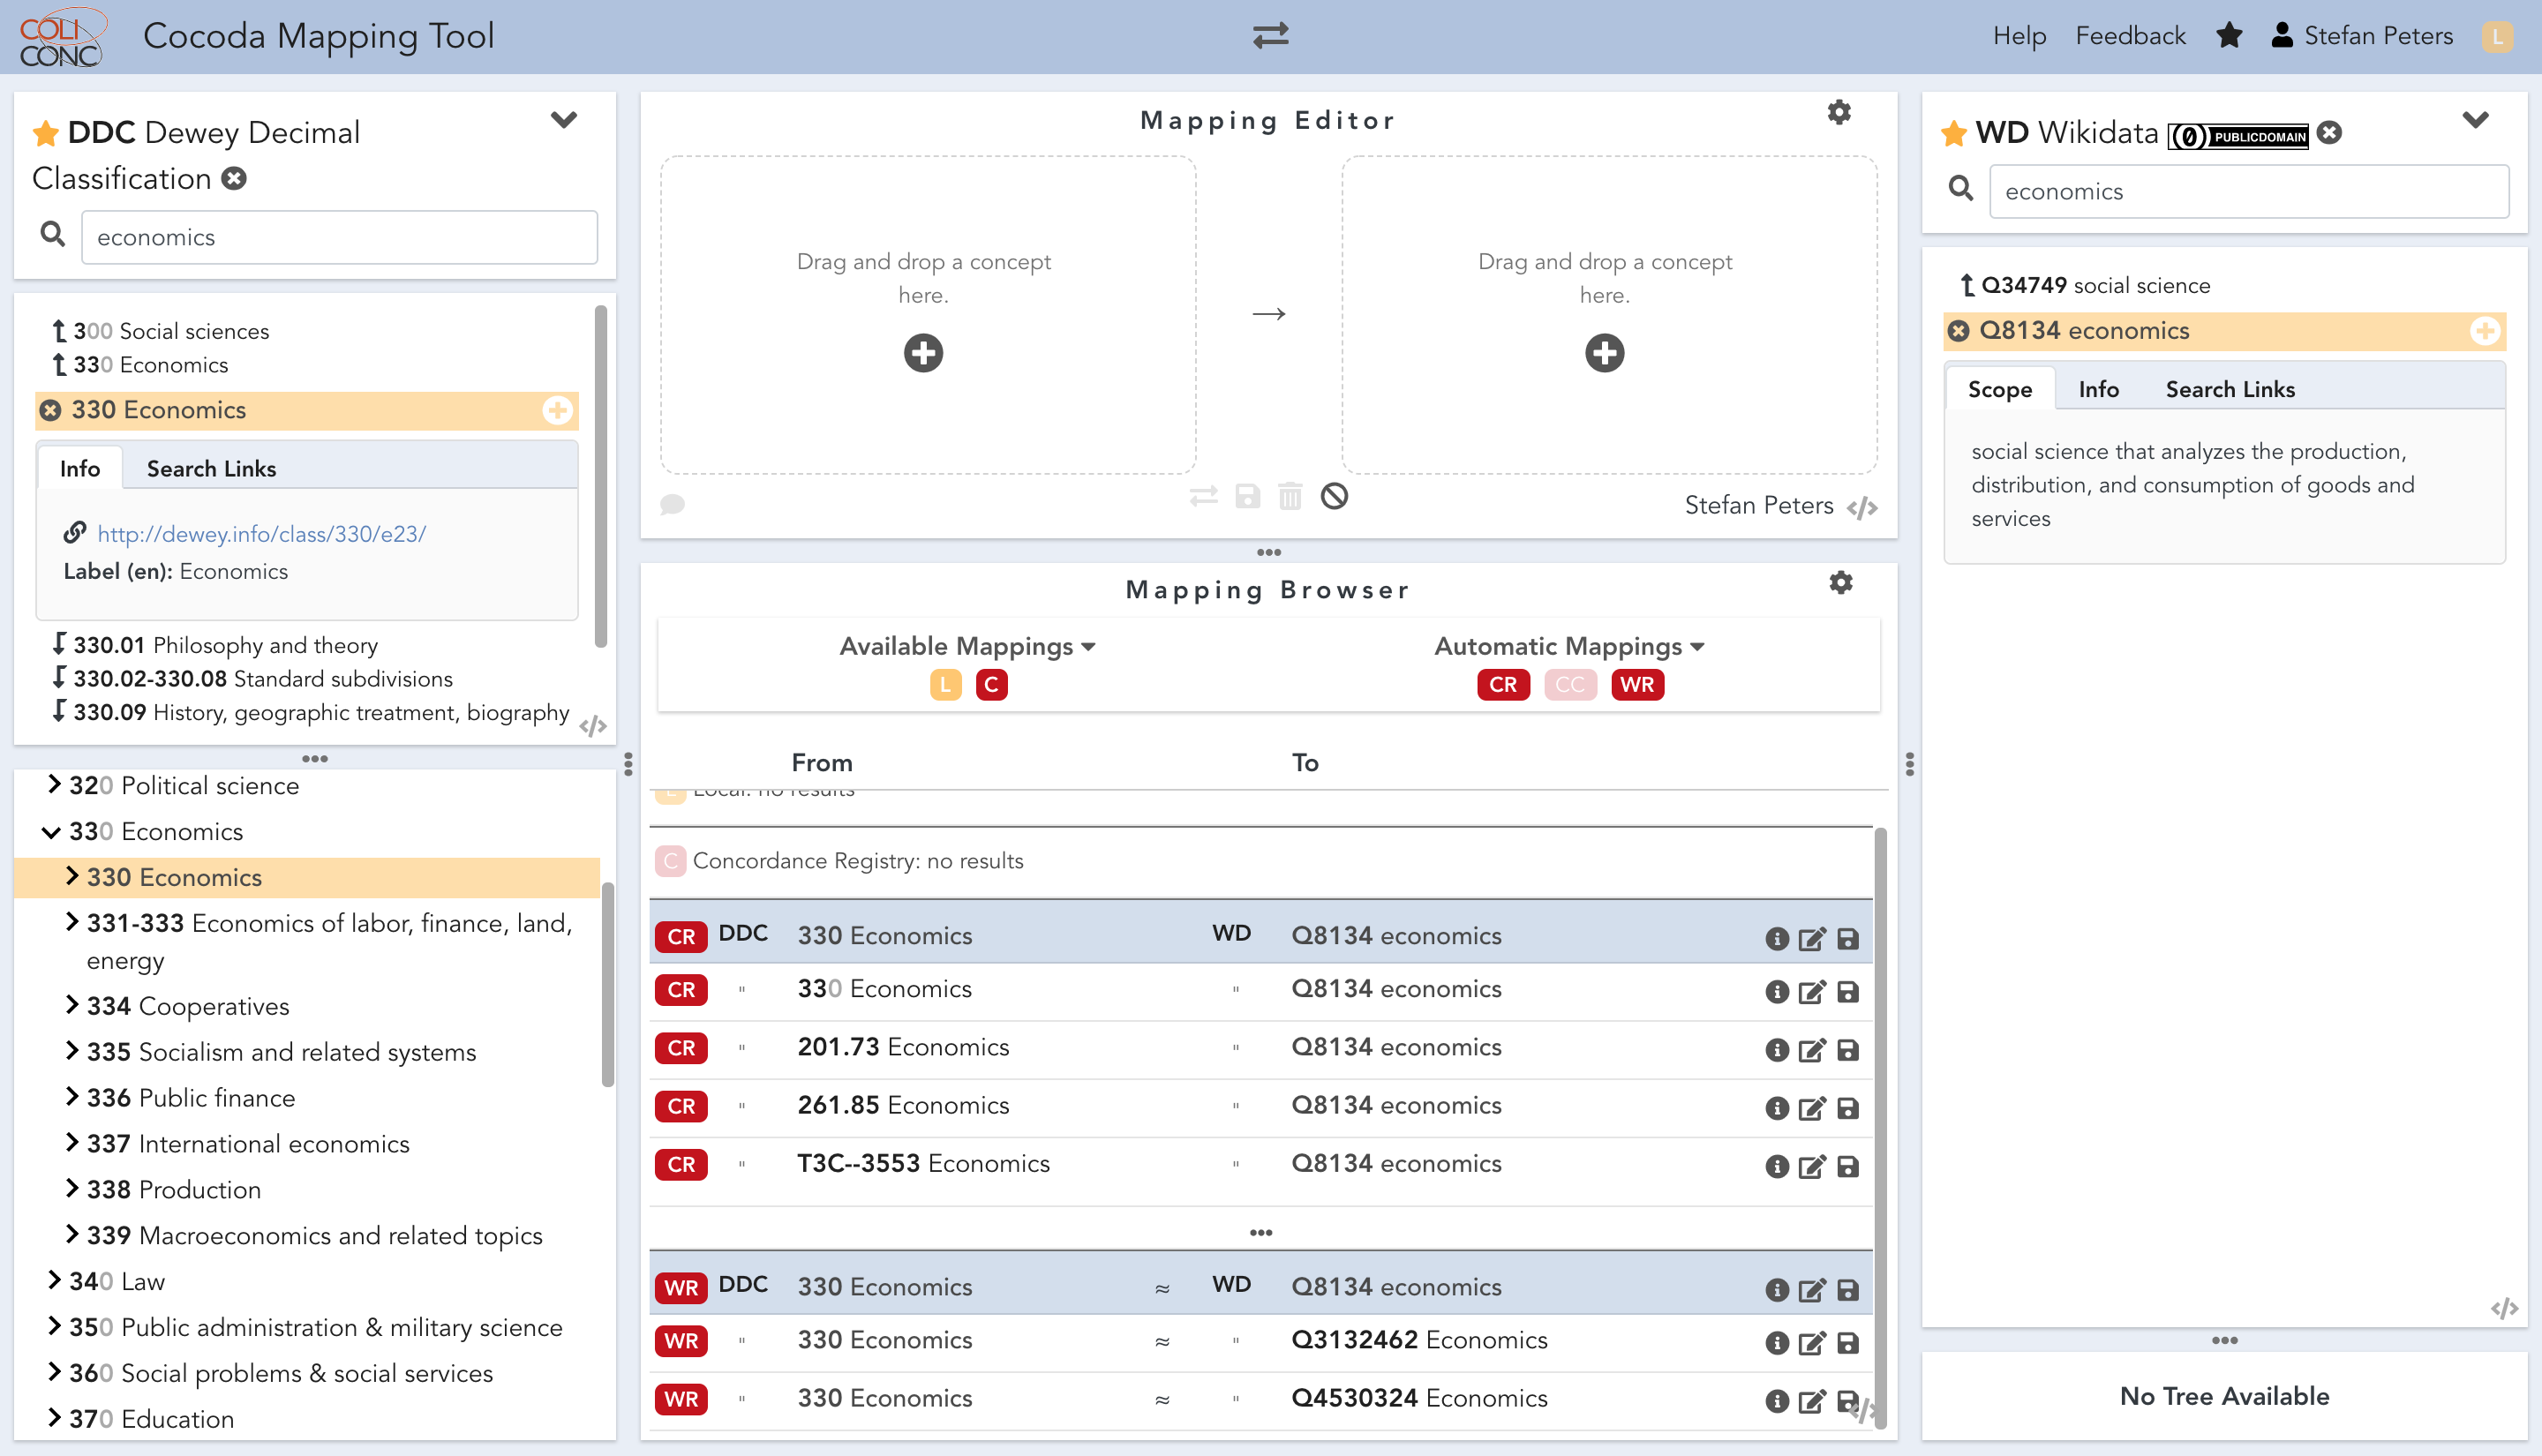 COLI
CONC
Cocoda Mapping Tool
Help
Feedback
Stefan Peters
L
DDC Dewey Decimal
Classification
economics
300 Social sciences
330 Economics
330 Economics
Info
Search Links
http://dewey.info/class/330/e23/
Label (en): Economics
330.01 Philosophy and theory
330.02-330.08 Standard subdivisions
330.09 History, geographic treatment, biography
320 Political science
330 Economics
330 Economics
331-333 Economics of labor, finance, land,
energy
334 Cooperatives
335 Socialism and related systems
336 Public finance
337 International economics
338 Production
339 Macroeconomics and related topics
340 Law
350 Public administration & military science
360 Social problems & social services
370 Education
Mapping Editor
Drag and drop a concept
here.
→
Drag and drop a concept
here.
Stefan Peters </>
Mapping Browser
Available Mappings
L C
Automatic Mappings
CR CC WR
From To
L Local: no results
C Concordance Registry: no results
CR DDC 330 Economics WD Q8134 economics
CR " 330 Economics " Q8134 economics
CR " 201.73 Economics " Q8134 economics
CR " 261.85 Economics " Q8134 economics
CR " T3C--3553 Economics " Q8134 economics
WR DDC 330 Economics ≈ WD Q8134 economics
WR " 330 Economics ≈ " Q3132462 Economics
WR " 330 Economics ≈ " Q4530324 Economics
WD Wikidata PUBLIC DOMAIN
economics
Q34749 social science
Q8134 economics
Scope
Info
Search Links
social science that analyzes the production,
distribution, and consumption of goods and
services
No Tree Available